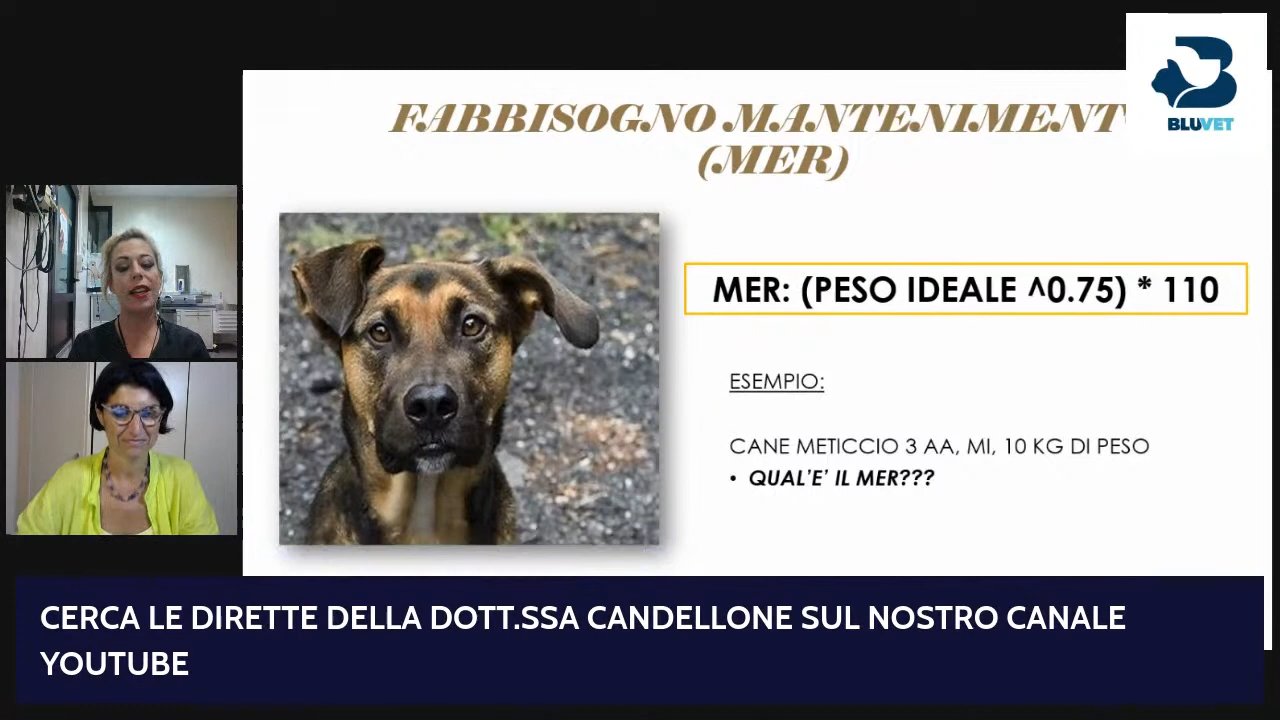 FABBISOGNO MANTENIMENT
(MER)
BLUVET
MER: (PESO IDEALE ^0.75) * 110
ESEMPIO:
CANE METICCIO 3 AA, MI, 10 KG DI PESO
• QUAL'E' IL MER???
CERCA LE DIRETTE DELLA DOTT.SSA CANDELLONE SUL NOSTRO CANALE
YOUTUBE